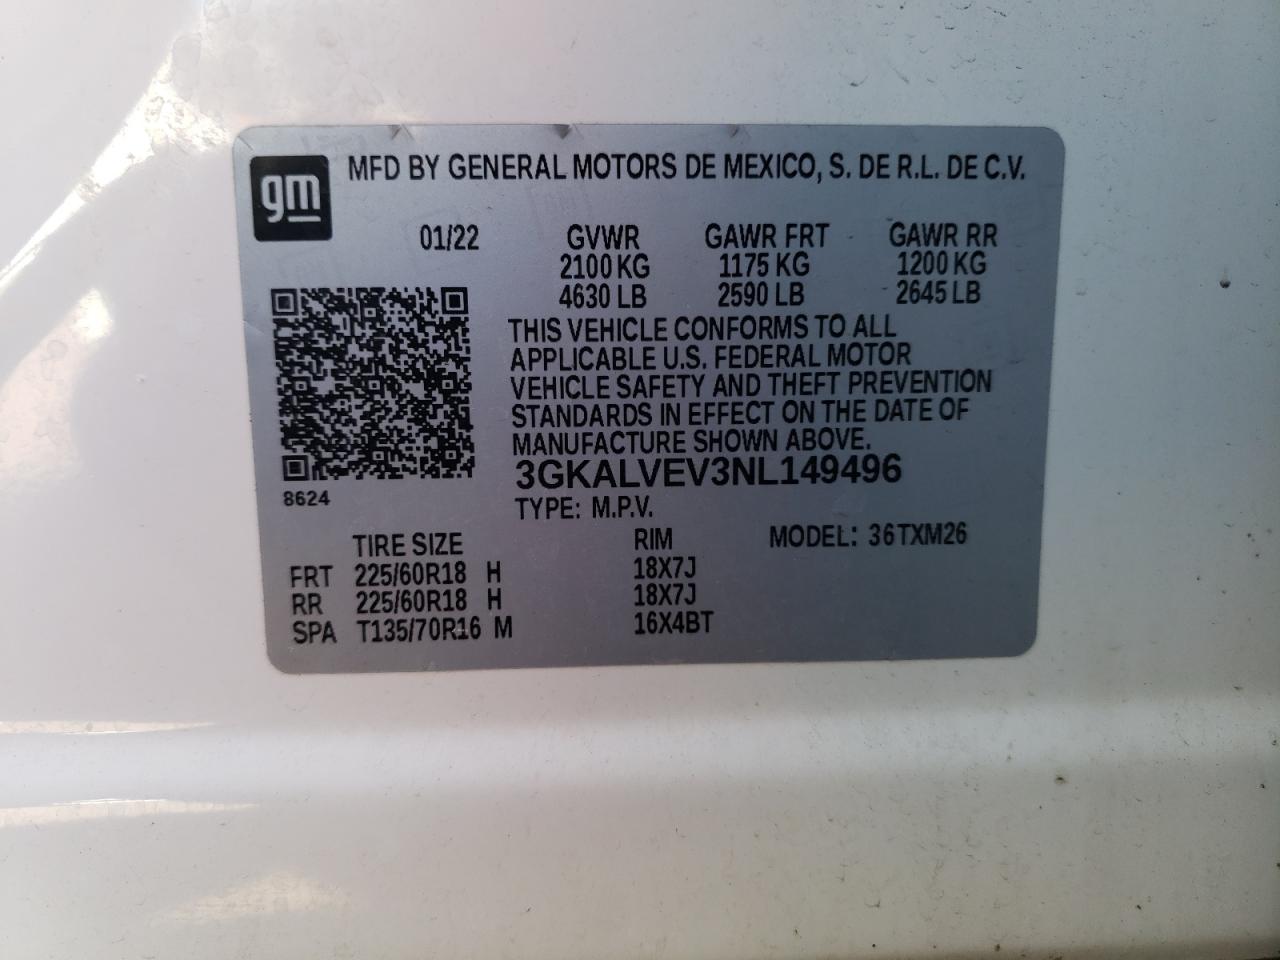 gm
MFD BY GENERAL MOTORS DE MEXICO, S. DE R.L. DE C.V.
01/22 GVWR GAWR FRT GAWR RR
2100 KG 1175 KG 1200 KG
4630 LB 2590 LB 2645 LB
THIS VEHICLE CONFORMS TO ALL
APPLICABLE U.S. FEDERAL MOTOR
VEHICLE SAFETY AND THEFT PREVENTION
STANDARDS IN EFFECT ON THE DATE OF
MANUFACTURE SHOWN ABOVE.
3GKALVEV3NL149496
8624
TYPE: M.P.V.
TIRE SIZE RIM MODEL: 36TXM26
FRT 225/60R18 H 18X7J
RR 225/60R18 H 18X7J
SPA T135/70R16 M 16X4BT